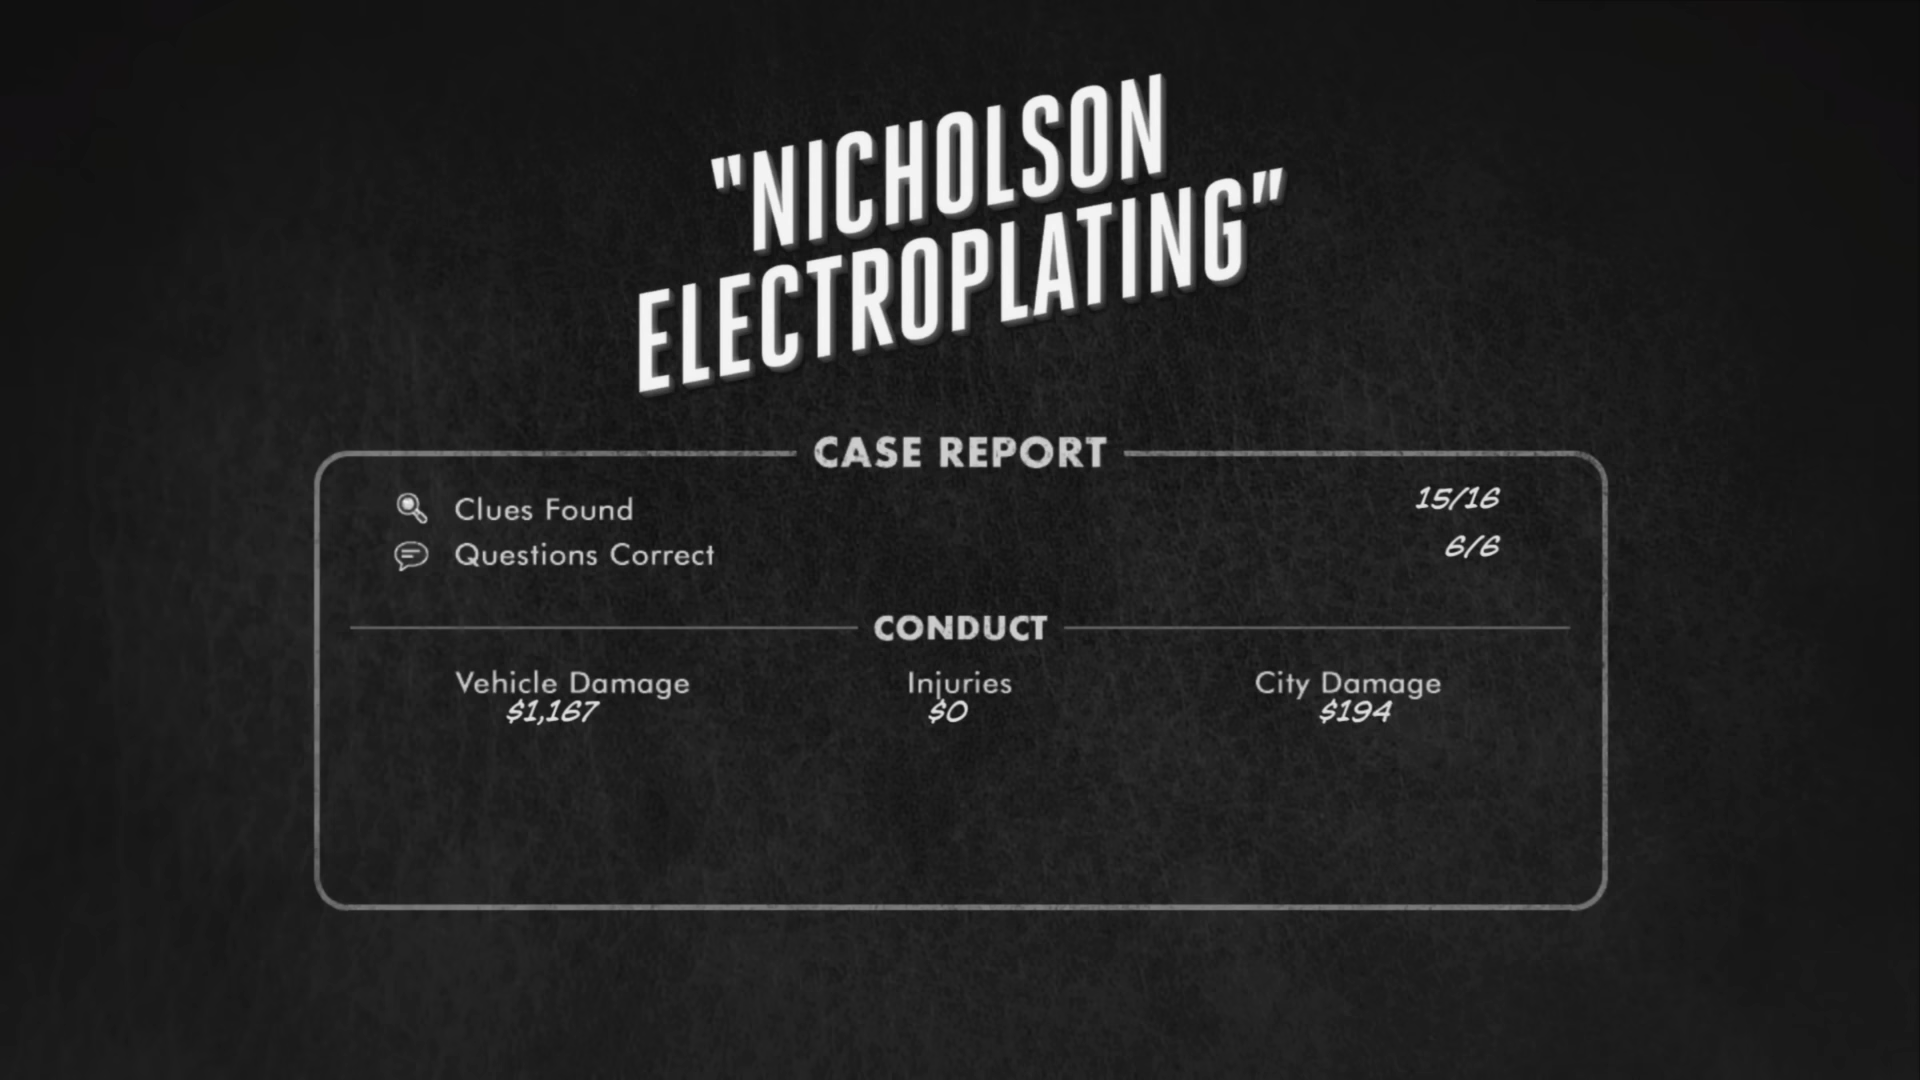 "NICHOLSON
ELECTROPLATING"
CASE REPORT
Clues Found 15/16
Questions Correct 6/6
CONDUCT
Vehicle Damage Injuries City Damage
$1,167 $0 $194